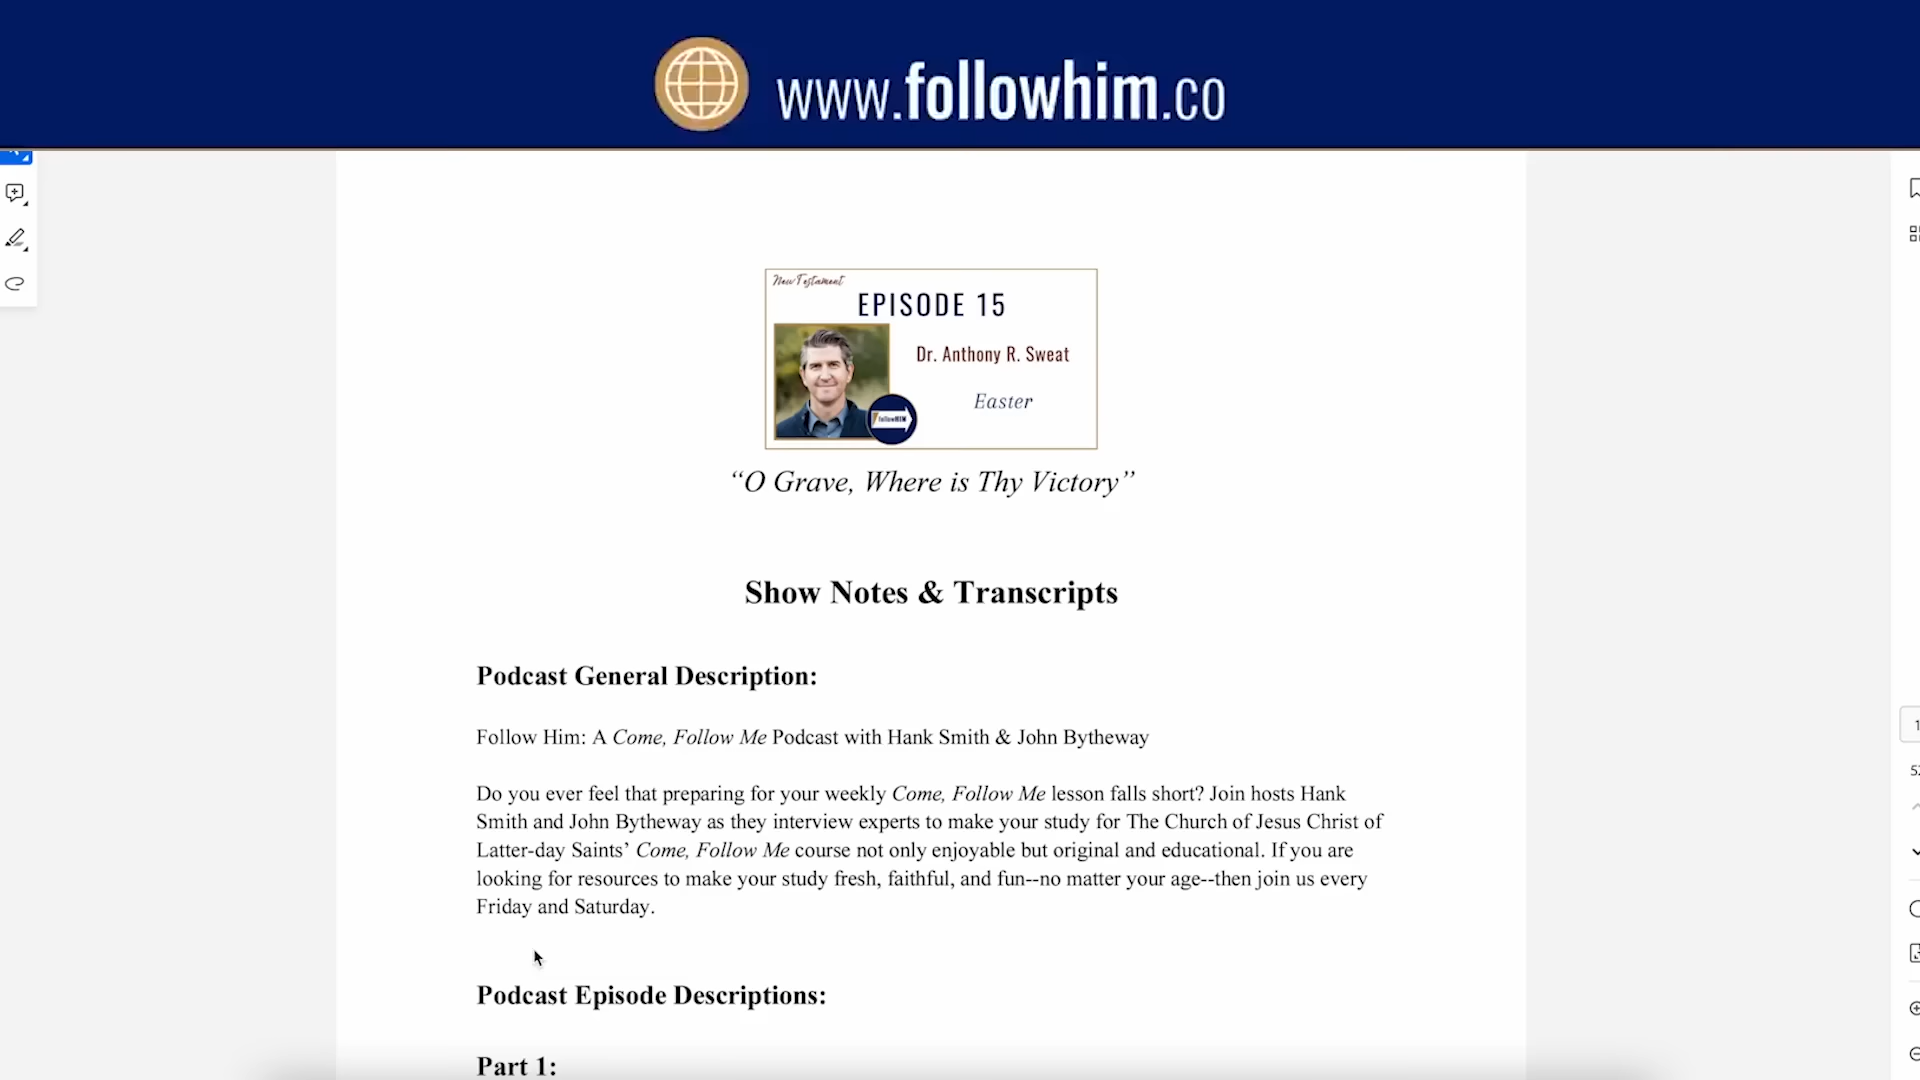 www.followhim.co
New Testament
EPISODE 15
Dr. Anthony R. Sweat
Easter
followHIM
“O Grave, Where is Thy Victory”
Show Notes & Transcripts
Podcast General Description:
Follow Him: A Come, Follow Me Podcast with Hank Smith & John Bytheway
Do you ever feel that preparing for your weekly Come, Follow Me lesson falls short? Join hosts Hank
Smith and John Bytheway as they interview experts to make your study for The Church of Jesus Christ of
Latter-day Saints’ Come, Follow Me course not only enjoyable but original and educational. If you are
looking for resources to make your study fresh, faithful, and fun--no matter your age--then join us every
Friday and Saturday.
Podcast Episode Descriptions:
Part 1: